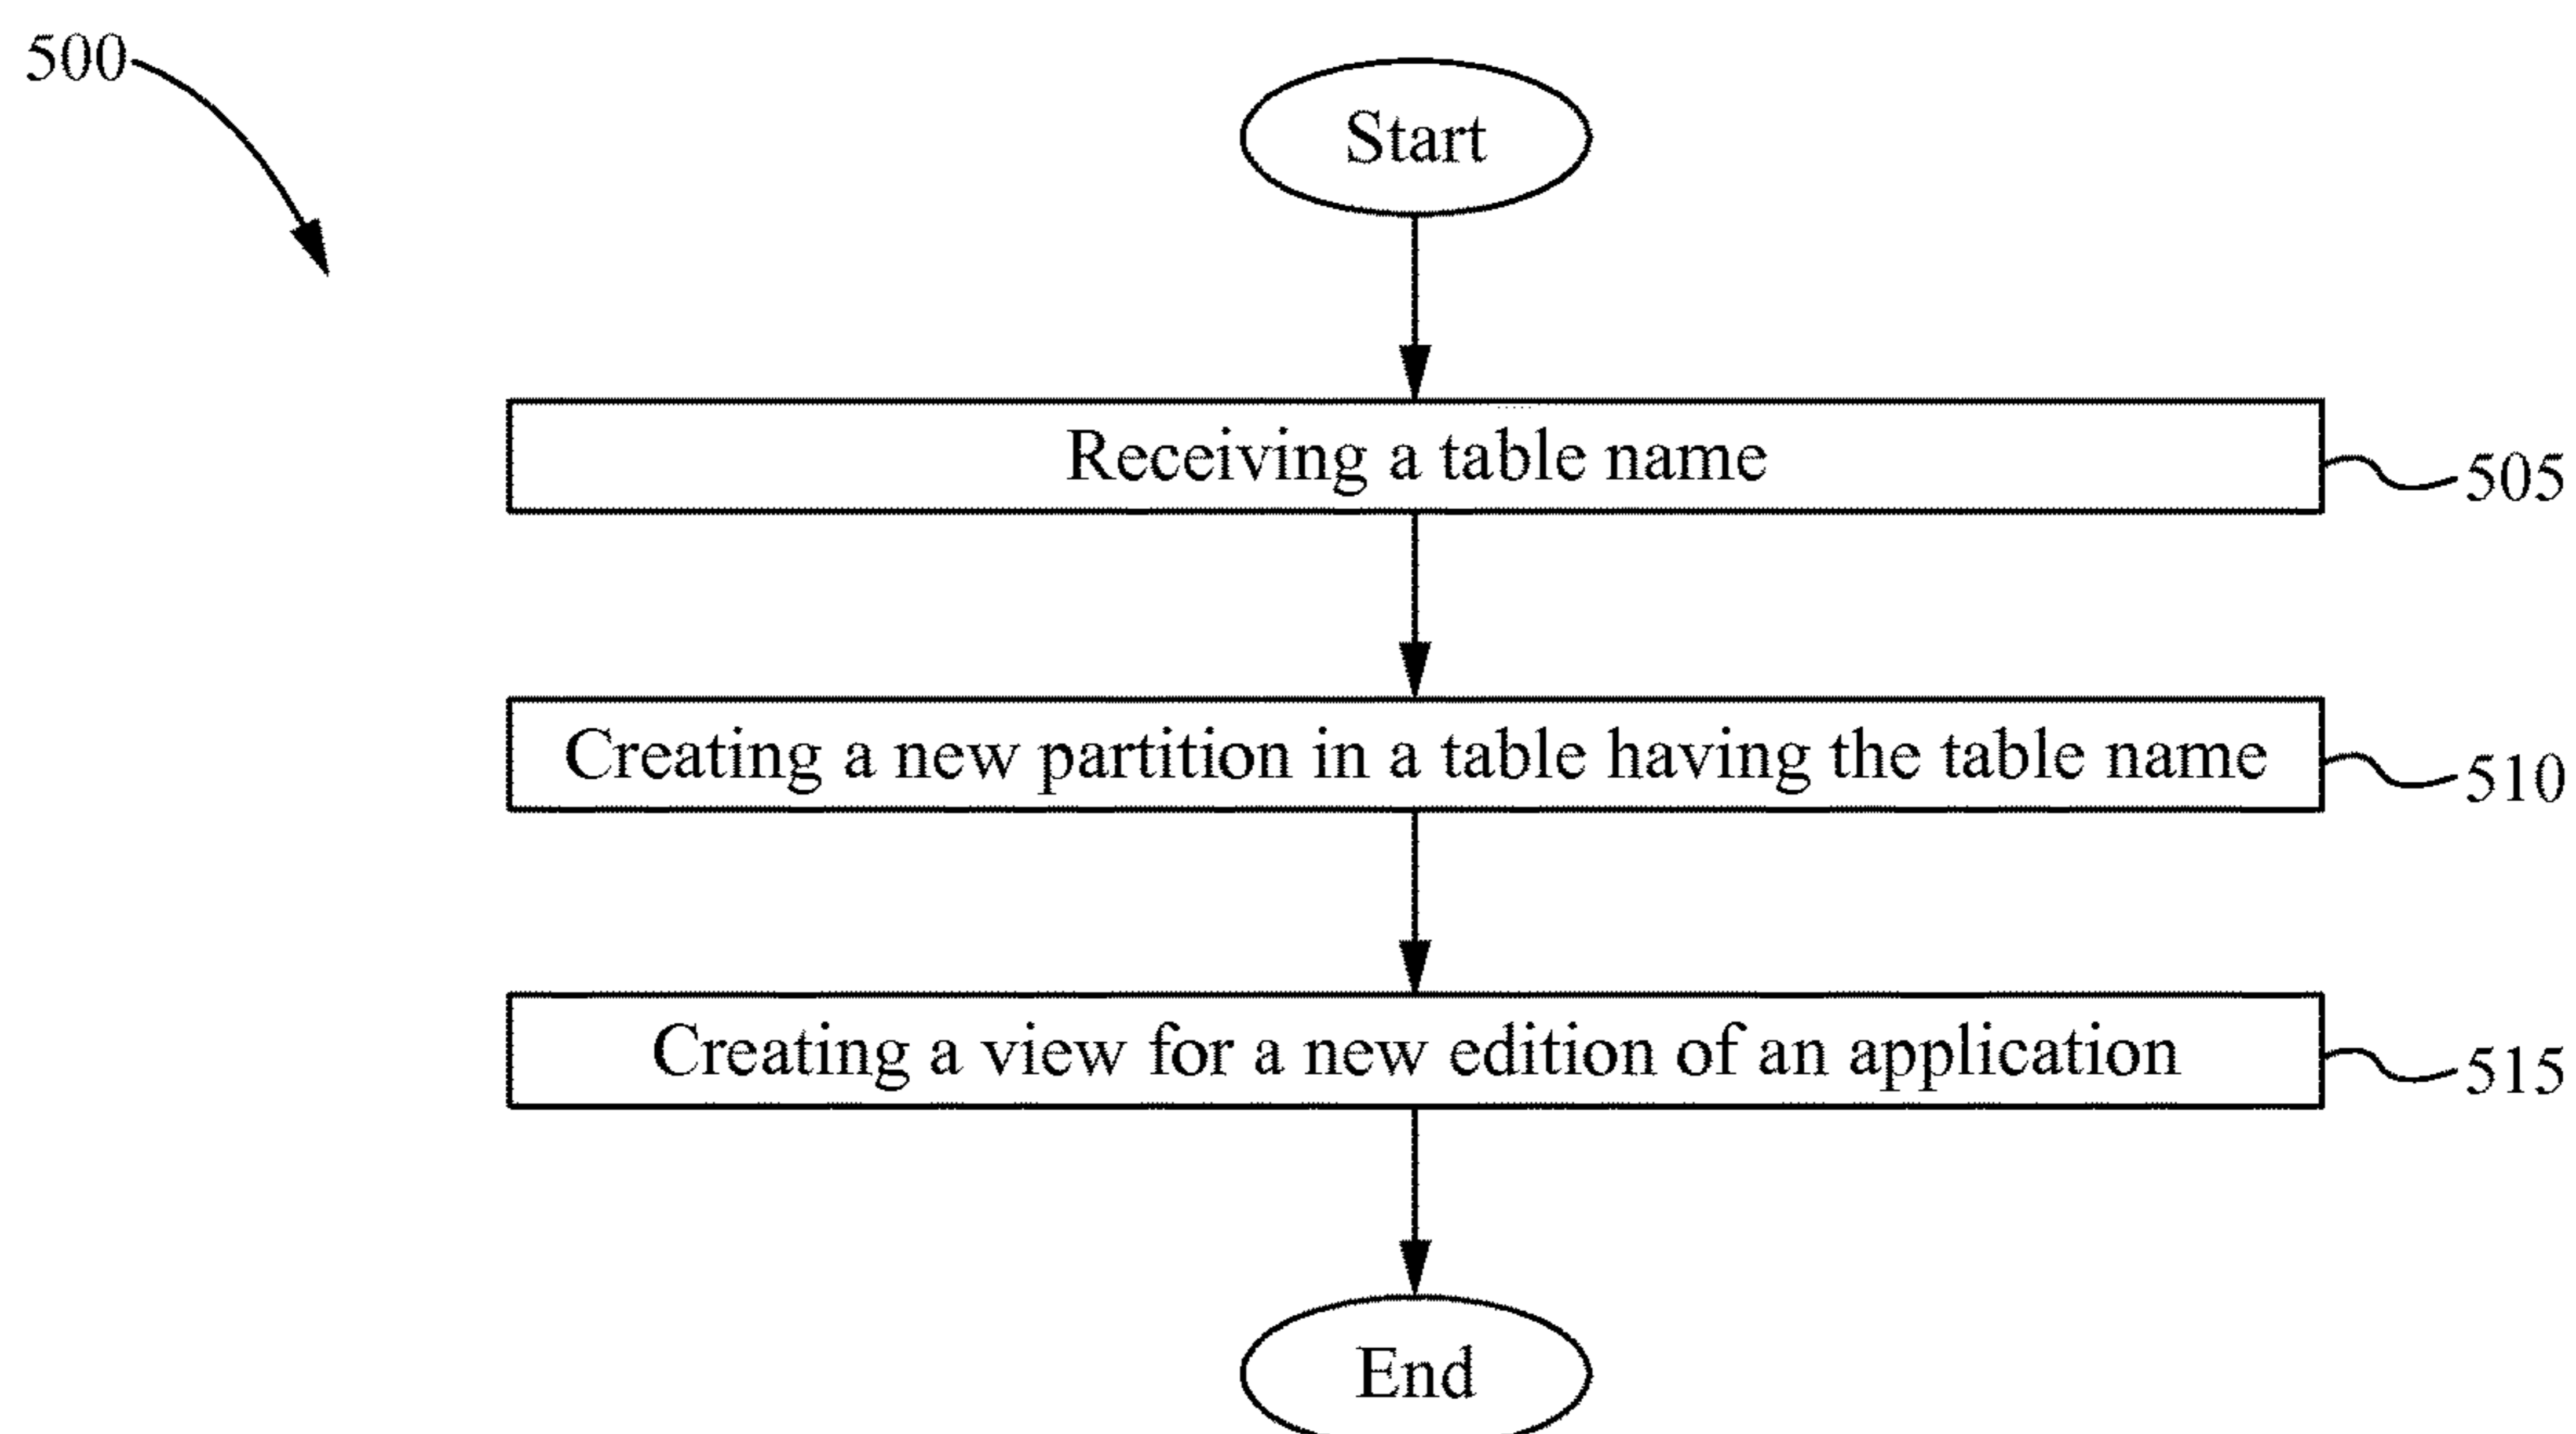 500
Start
Receiving a table name
505
Creating a new partition in a table having the table name
510
Creating a view for a new edition of an application
515
End